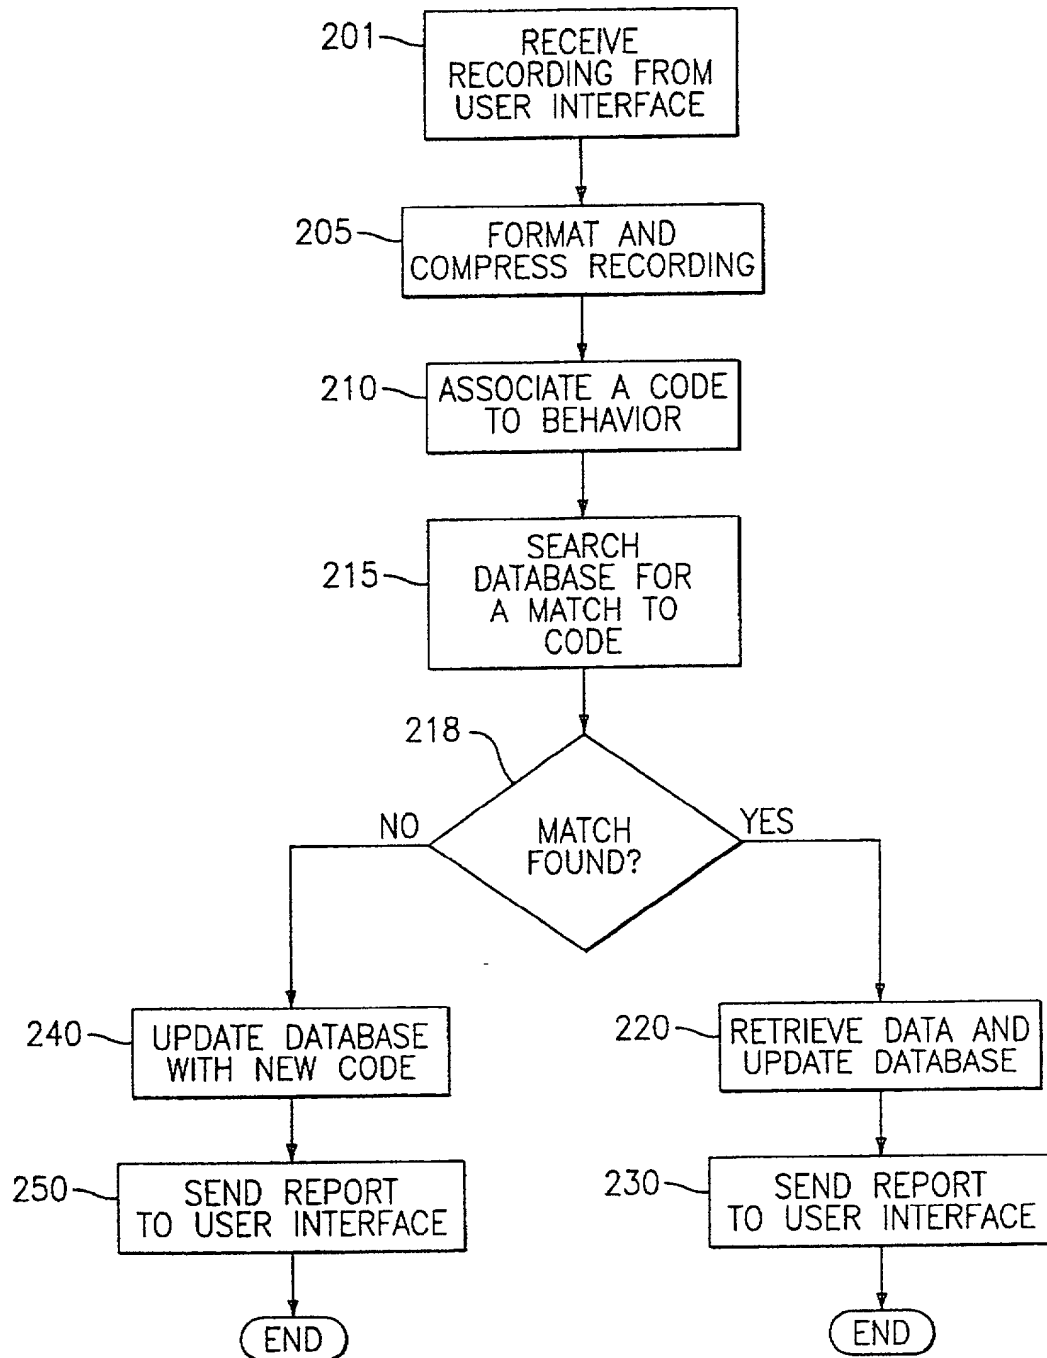 201
RECEIVE
RECORDING FROM
USER INTERFACE
205
FORMAT AND
COMPRESS RECORDING
210
ASSOCIATE A CODE
TO BEHAVIOR
215
SEARCH
DATABASE FOR
A MATCH TO
CODE
218
NO
MATCH
FOUND?
YES
240
UPDATE DATABASE
WITH NEW CODE
220
RETRIEVE DATA AND
UPDATE DATABASE
250
SEND REPORT
TO USER INTERFACE
230
SEND REPORT
TO USER INTERFACE
END
END